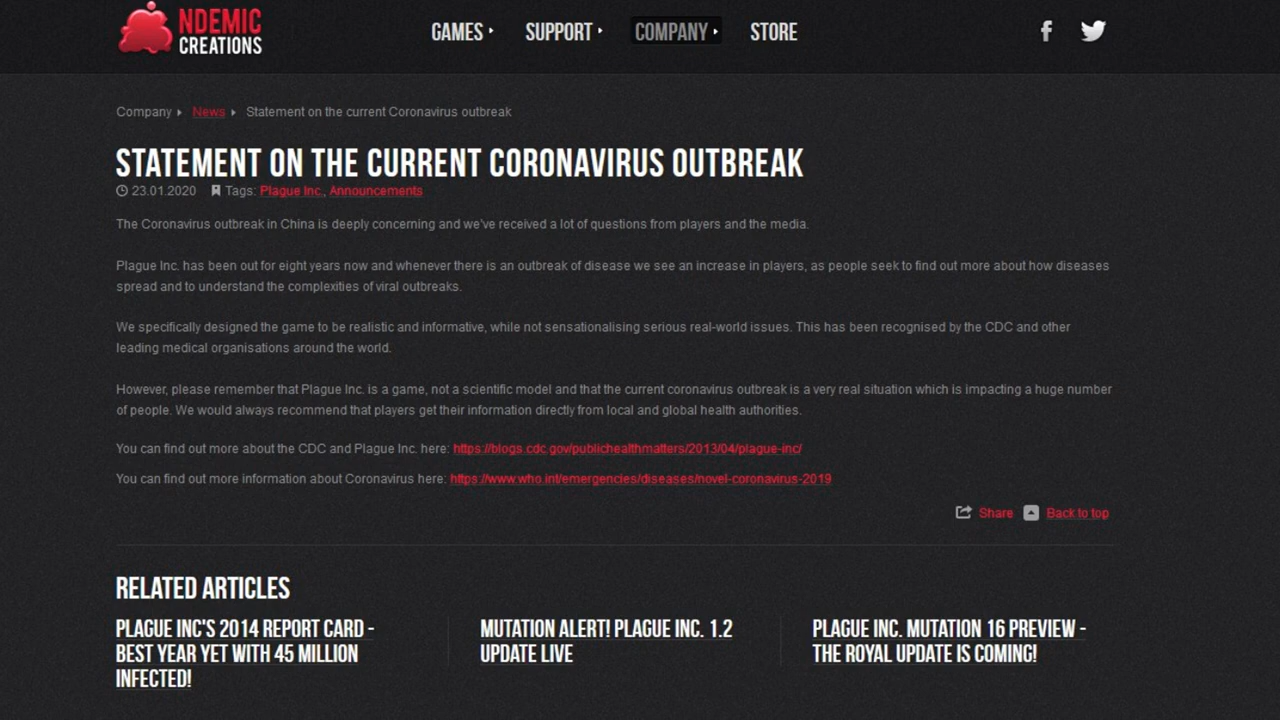 NDEMIC
CREATIONS
GAMES
SUPPORT
COMPANY
STORE
Company
News
Statement on the current Coronavirus outbreak
STATEMENT ON THE CURRENT CORONAVIRUS OUTBREAK
23.01.2020 Tags: Plague Inc., Announcements
The Coronavirus outbreak in China is deeply concerning and we've received a lot of questions from players and the media.
Plague Inc. has been out for eight years now and whenever there is an outbreak of disease we see an increase in players, as people seek to find out more about how diseases
spread and to understand the complexities of viral outbreaks.
We specifically designed the game to be realistic and informative, while not sensationalising serious real-world issues. This has been recognised by the CDC and other
leading medical organisations around the world.
However, please remember that Plague Inc. is a game, not a scientific model and that the current coronavirus outbreak is a very real situation which is impacting a huge number
of people. We would always recommend that players get their information directly from local and global health authorities.
You can find out more about the CDC and Plague Inc. here: https://blogs.cdc.gov/publichealthmatters/2013/04/plague-inc/
You can find out more information about Coronavirus here: https://www.who.int/emergencies/diseases/novel-coronavirus-2019
Share
Back to top
RELATED ARTICLES
PLAGUE INC'S 2014 REPORT CARD -
BEST YEAR YET WITH 45 MILLION
INFECTED!
MUTATION ALERT! PLAGUE INC. 1.2
UPDATE LIVE
PLAGUE INC. MUTATION 16 PREVIEW -
THE ROYAL UPDATE IS COMING!